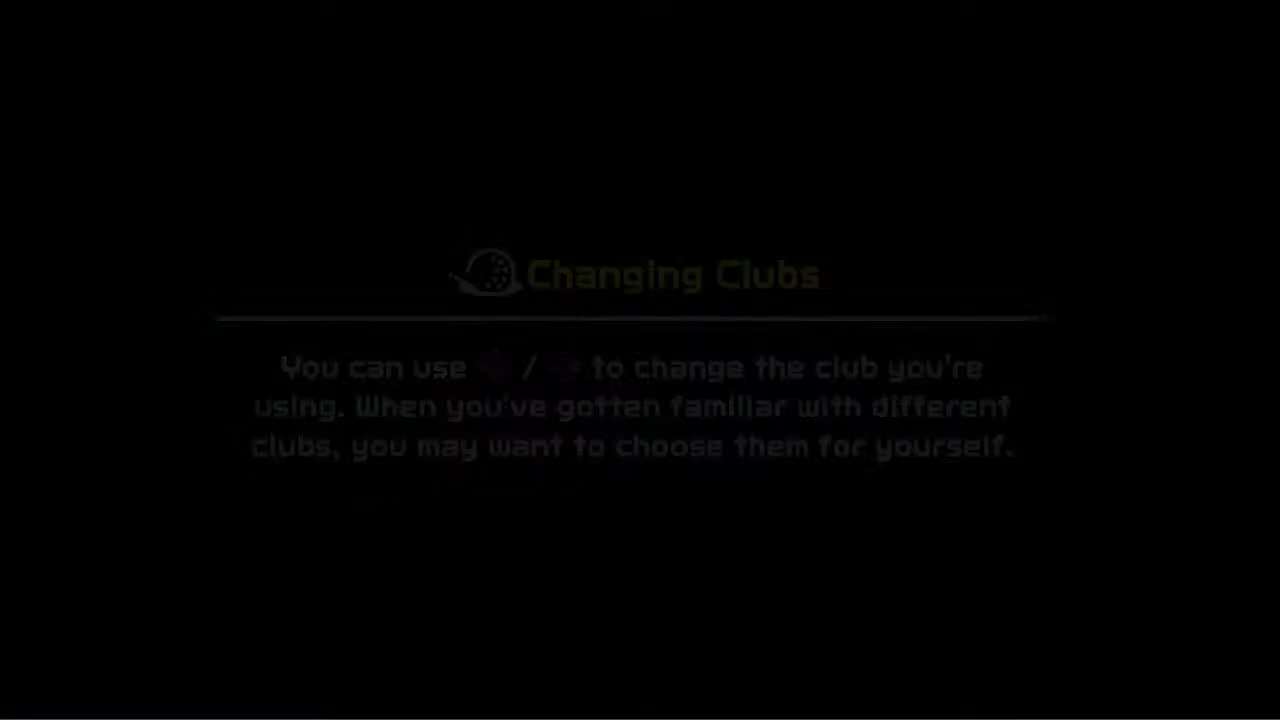 Changing Clubs
You can use / to change the club you're
using. When you've gotten familiar with different
clubs, you may want to choose them for yourself.